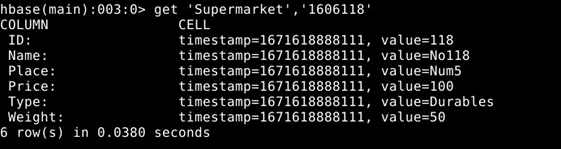 hbase(main):003:0> get 'Supermarket','1606118'
COLUMN CELL
ID: timestamp=1671618888111, value=118
Name: timestamp=1671618888111, value=No118
Place: timestamp=1671618888111, value=Num5
Price: timestamp=1671618888111, value=100
Type: timestamp=1671618888111, value=Durables
Weight: timestamp=1671618888111, value=50
6 row(s) in 0.0380 seconds